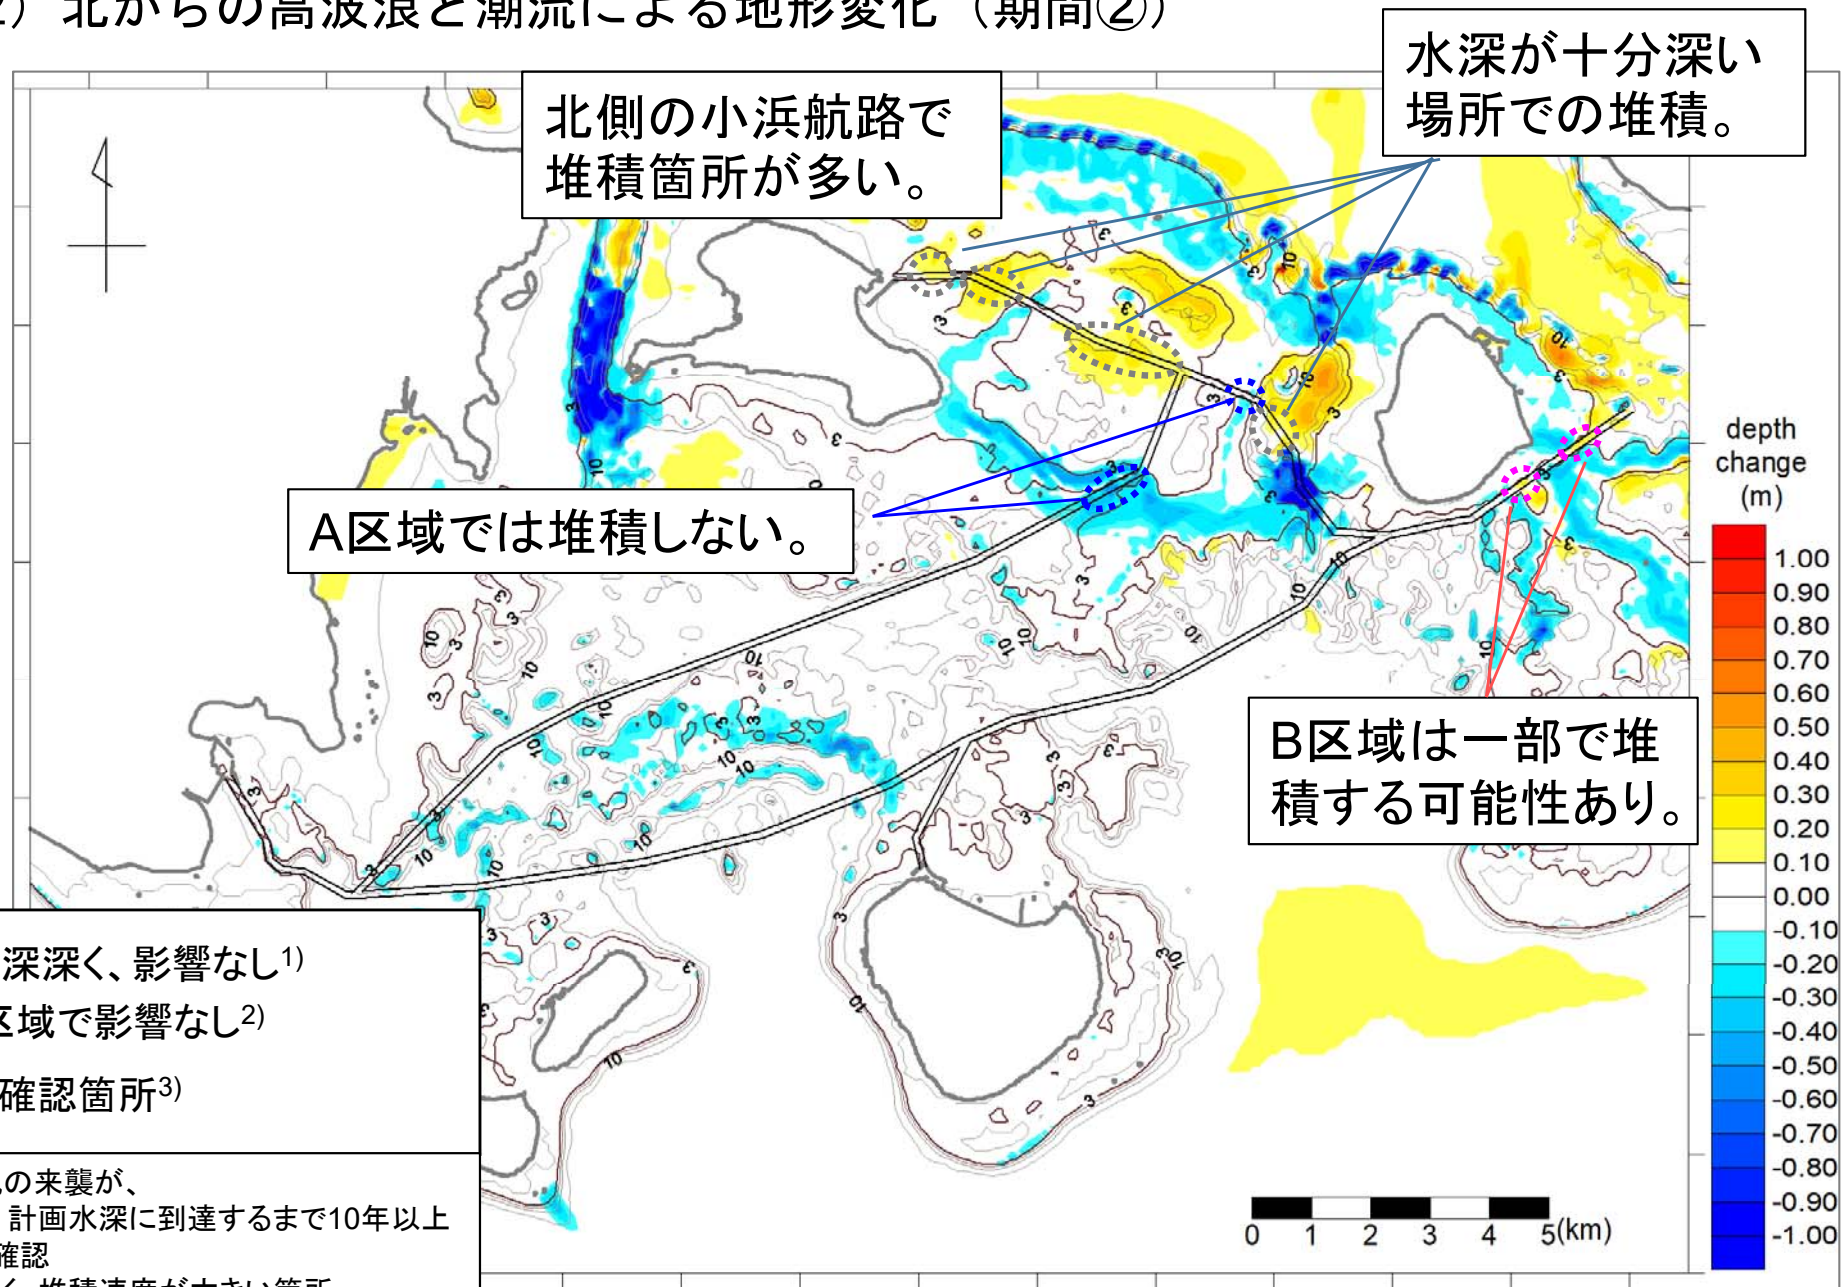 2）北からの高波浪と潮流による地形変化（期間②）
水深が十分深い
場所での堆積。
北側の小浜航路で
堆積箇所が多い。
A区域では堆積しない。
B区域は一部で堆
積する可能性あり。
depth
change
(m)
1.00
0.90
0.80
0.70
0.60
0.50
0.40
0.30
0.20
0.10
0.00
-0.10
-0.20
-0.30
-0.40
-0.50
-0.60
-0.70
-0.80
-0.90
-1.00
深深く、影響なし1)
区域で影響なし2)
確認箇所3)
の来襲が、
計画水深に到達するまで10年以上
確認
0 1 2 3 4 5(km)